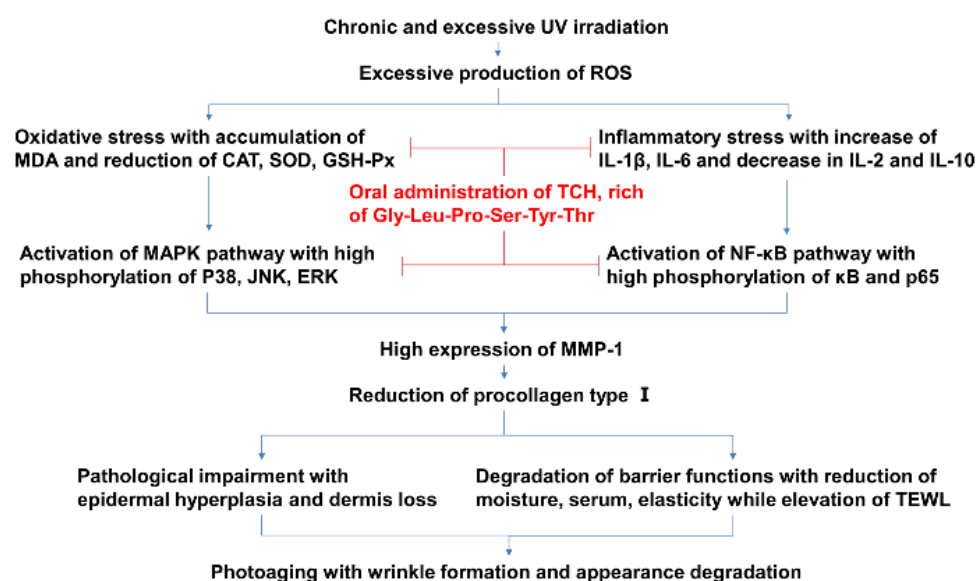 Chronic and excessive UV irradiation
Excessive production of ROS
Oxidative stress with accumulation of
MDA and reduction of CAT, SOD, GSH-Px
Inflammatory stress with increase of
IL-1β, IL-6 and decrease in IL-2 and IL-10
Oral administration of TCH, rich
of Gly-Leu-Pro-Ser-Tyr-Thr
Activation of MAPK pathway with high
phosphorylation of P38, JNK, ERK
Activation of NF-κB pathway with
high phosphorylation of κB and p65
High expression of MMP-1
Reduction of procollagen type Ⅰ
Pathological impairment with
epidermal hyperplasia and dermis loss
Degradation of barrier functions with reduction of
moisture, serum, elasticity while elevation of TEWL
Photoaging with wrinkle formation and appearance degradation